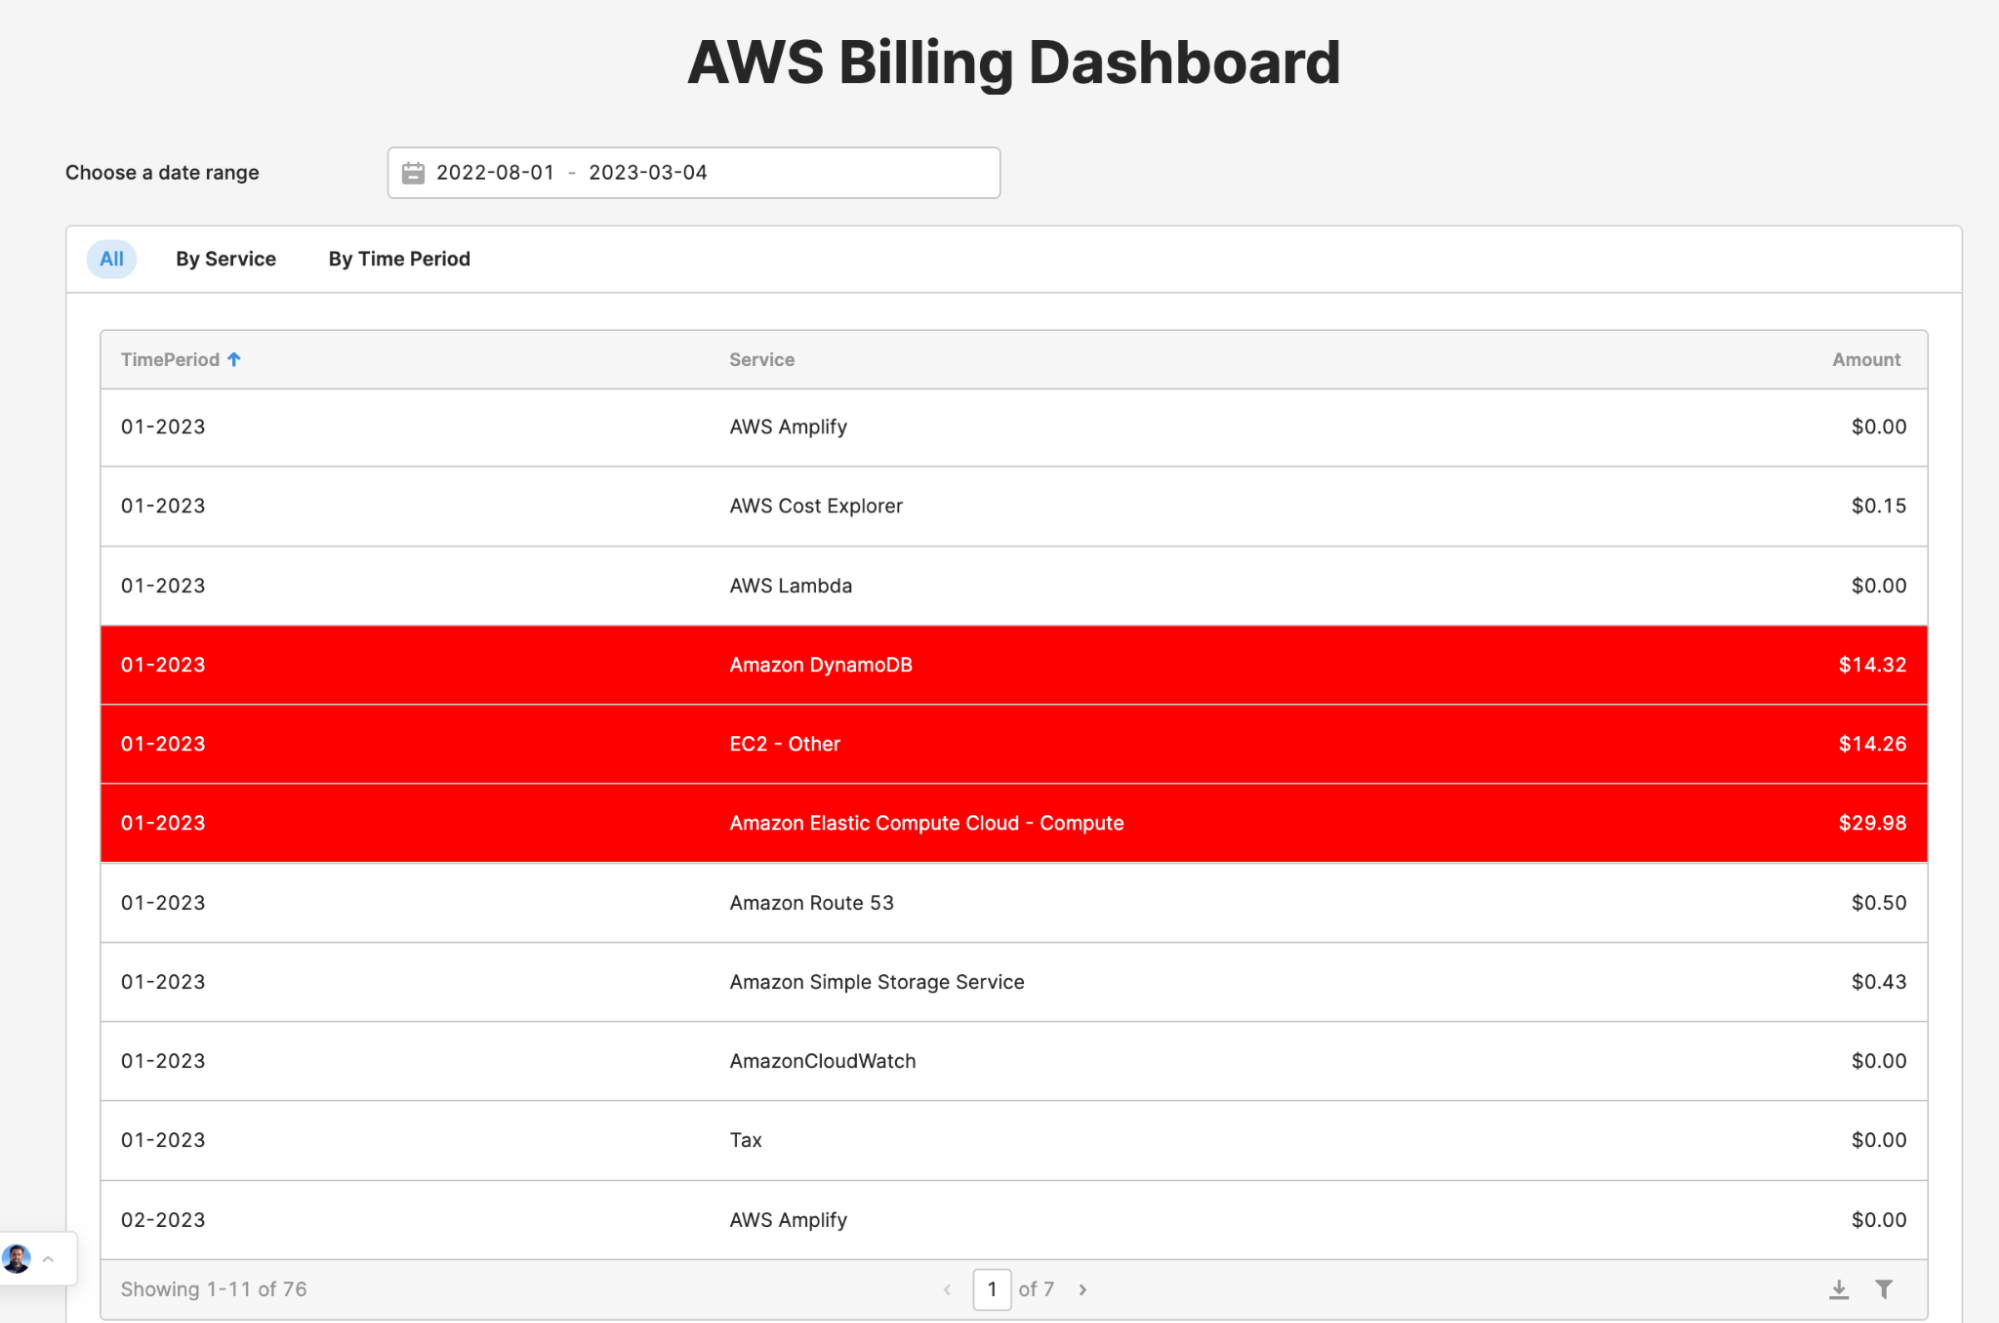 AWS Billing Dashboard
Choose a date range
2022-08-01 - 2023-03-04
All By Service By Time Period
TimePeriod Service Amount
01-2023 AWS Amplify $0.00
01-2023 AWS Cost Explorer $0.15
01-2023 AWS Lambda $0.00
01-2023 Amazon DynamoDB $14.32
01-2023 EC2 - Other $14.26
01-2023 Amazon Elastic Compute Cloud - Compute $29.98
01-2023 Amazon Route 53 $0.50
01-2023 Amazon Simple Storage Service $0.43
01-2023 AmazonCloudWatch $0.00
01-2023 Tax $0.00
02-2023 AWS Amplify $0.00
Showing 1-11 of 76 1 of 7